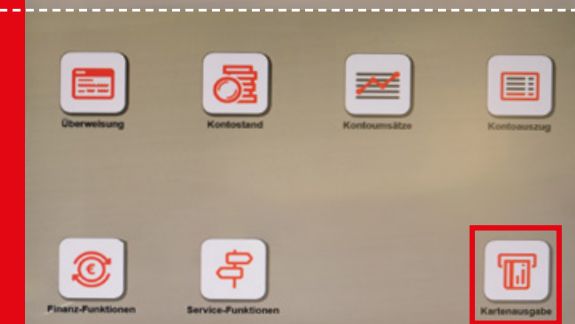 Überweisung
Kontostand
Kontoumsätze
Kontoauszug
Finanz-Funktionen
Service-Funktionen
Kartenausgabe